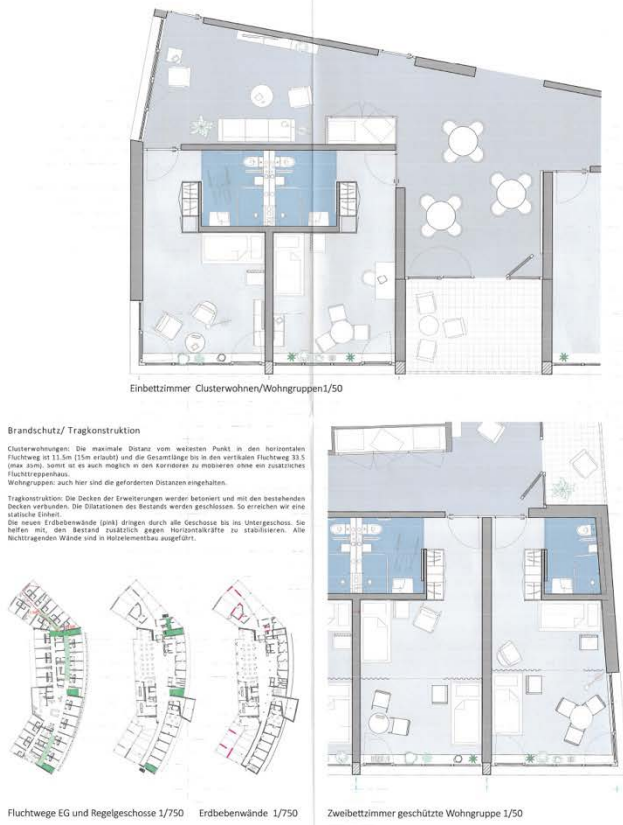 Einbettzimmer Clusterwohnen/Wohngruppen1/50
Brandschutz/ Tragkonstruktion
Clusterwohnungen: Die maximale Distanz vom weitesten Punkt in den horizontalen
Fluchtweg ist 11.5m (15m erlaubt) und die Gesamtlänge bis in den vertikalen Fluchtweg 33.5
(max 35m). Somit ist es auch möglich in den Korridoren zu möblieren ohne ein zusätzliches
Fluchttreppenhaus.
Wohngruppen: auch hier sind die geforderten Distanzen eingehalten.
Tragkonstruktion: Die Decken der Erweiterungen werden betoniert und mit den bestehenden
Decken verbunden. Die Dilatationen des Bestands werden geschlossen. So erreichen wir eine
statische Einheit.
Die neuen Erdbebenwände (pink) dringen durch alle Geschosse bis ins Untergeschoss. Sie
helfen mit, den Bestand zusätzlich gegen Horizontalkräfte zu stabilisieren. Alle
Nichttragenden Wände sind in Holzelementbau ausgeführt.
Fluchtwege EG und Regelgeschosse 1/750 Erdbebenwände 1/750
Zweibettzimmer geschützte Wohngruppe 1/50